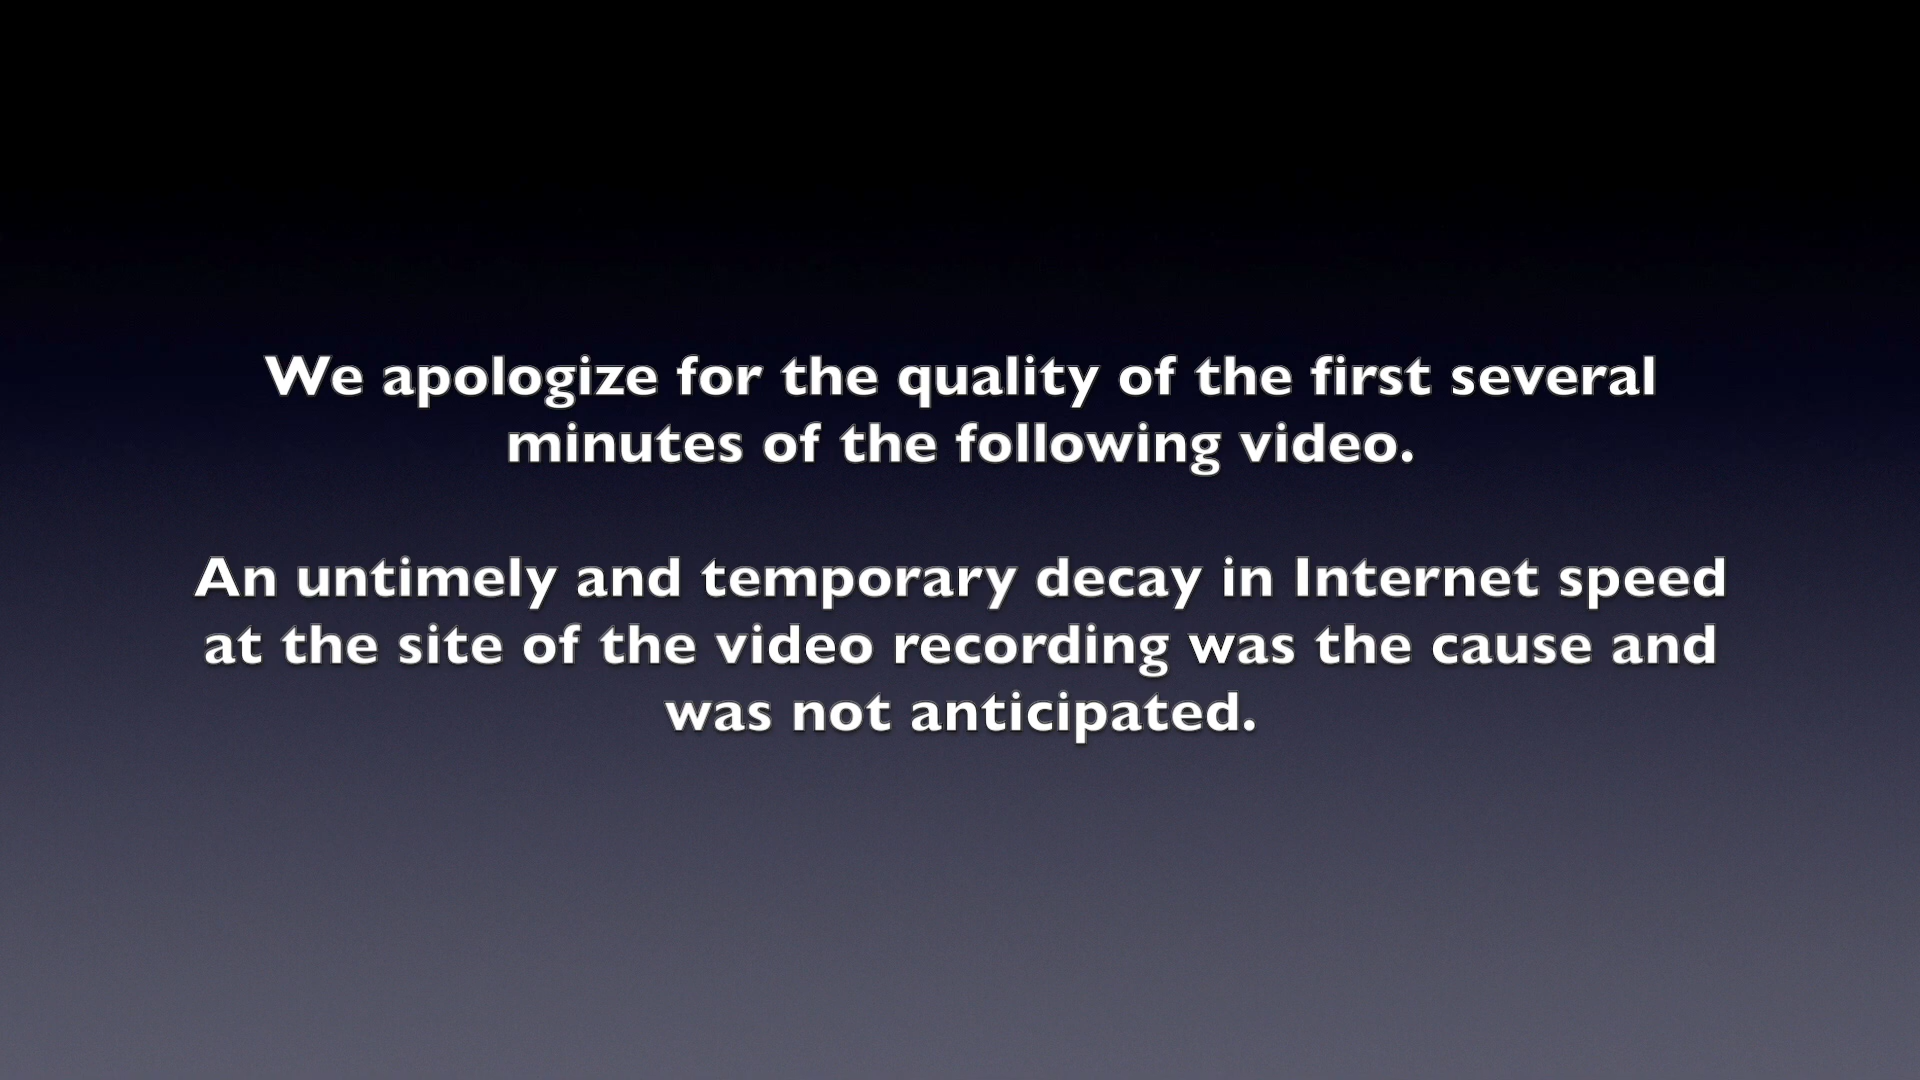 We apologize for the quality of the first several
minutes of the following video.
An untimely and temporary decay in Internet speed
at the site of the video recording was the cause and
was not anticipated.